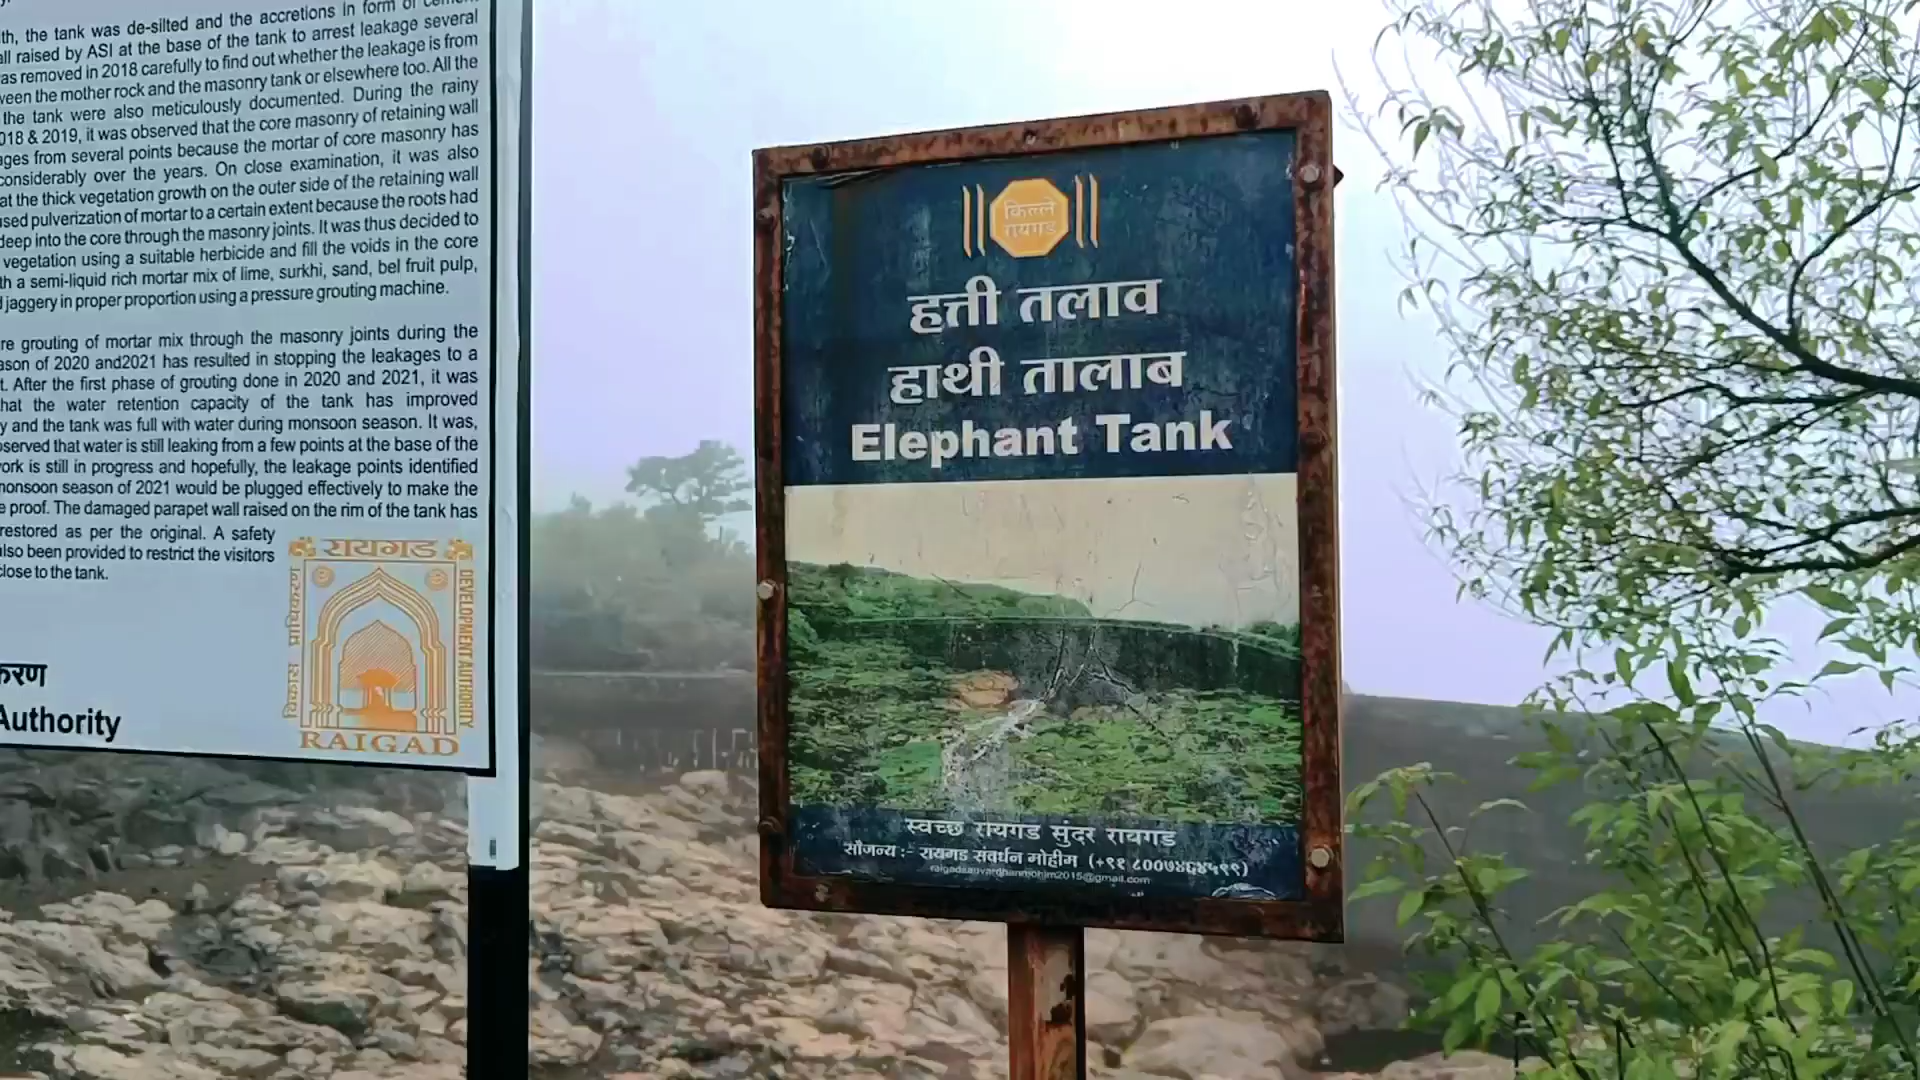 th, the tank was de-silted and the accretions in form of cement
all raised by ASI at the base of the tank to arrest leakage several
as removed in 2018 carefully to find out whether the leakage is from
ween the mother rock and the masonry tank or elsewhere too. All the
the tank were also meticulously documented. During the rainy
018 & 2019, it was observed that the core masonry of retaining wall
ages from several points because the mortar of core masonry has
considerably over the years. On close examination, it was also
at the thick vegetation growth on the outer side of the retaining wall
used pulverization of mortar to a certain extent because the roots had
deep into the core through the masonry joints. It was thus decided to
vegetation using a suitable herbicide and fill the voids in the core
th a semi-liquid rich mortar mix of lime, surkhi, sand, bel fruit pulp,
d jaggery in proper proportion using a pressure grouting machine.
re grouting of mortar mix through the masonry joints during the
ason of 2020 and2021 has resulted in stopping the leakages to a
t. After the first phase of grouting done in 2020 and 2021, it was
hat the water retention capacity of the tank has improved
y and the tank was full with water during monsoon season. It was,
bserved that water is still leaking from a few points at the base of the
ork is still in progress and hopefully, the leakage points identified
monsoon season of 2021 would be plugged effectively to make the
e proof. The damaged parapet wall raised on the rim of the tank has
restored as per the original. A safety
also been provided to restrict the visitors
close to the tank.
रायगड
विकास प्राधिकरण
DEVELOPMENT AUTHORITY
RAIGAD
करण
Authority
किल्ले
रायगड
हत्ती तलाव
हाथी तालाब
Elephant Tank
स्वच्छ रायगड सुंदर रायगड
सौजन्य :- रायगड संवर्धन मोहीम (+९१ ८००७४६४५९९)
raigadsanvardhanmohim2015@gmail.com